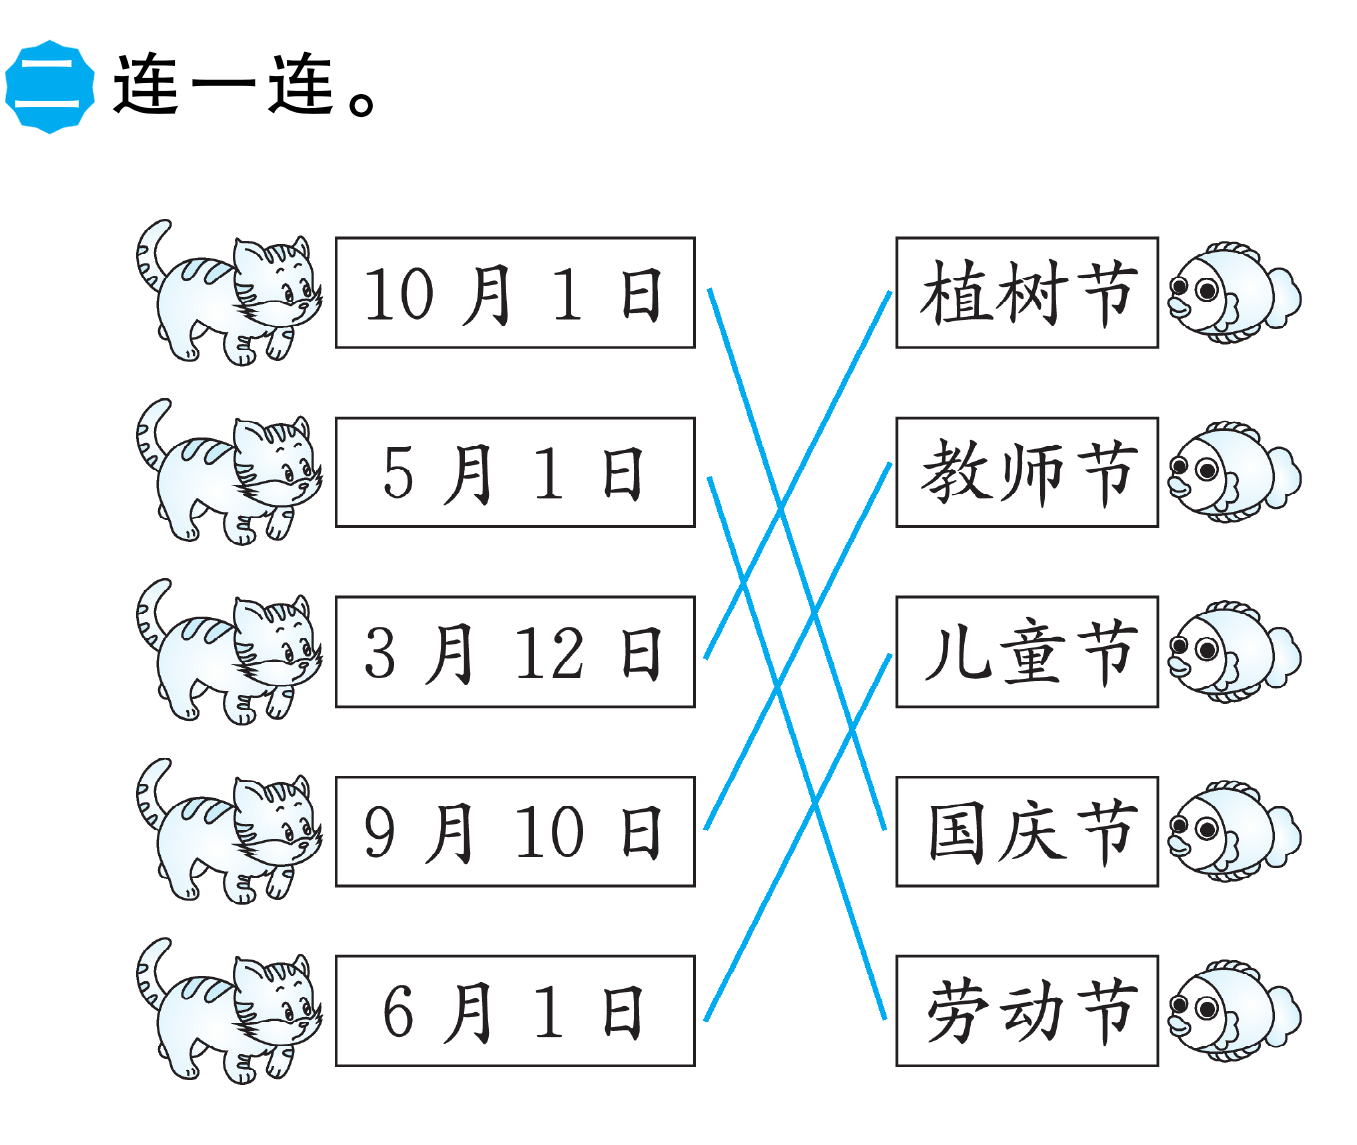 二 连一连。
10 月 1 日 植树节
5 月 1 日 教师节
3 月 12 日 儿童节
9 月 10 日 国庆节
6 月 1 日 劳动节